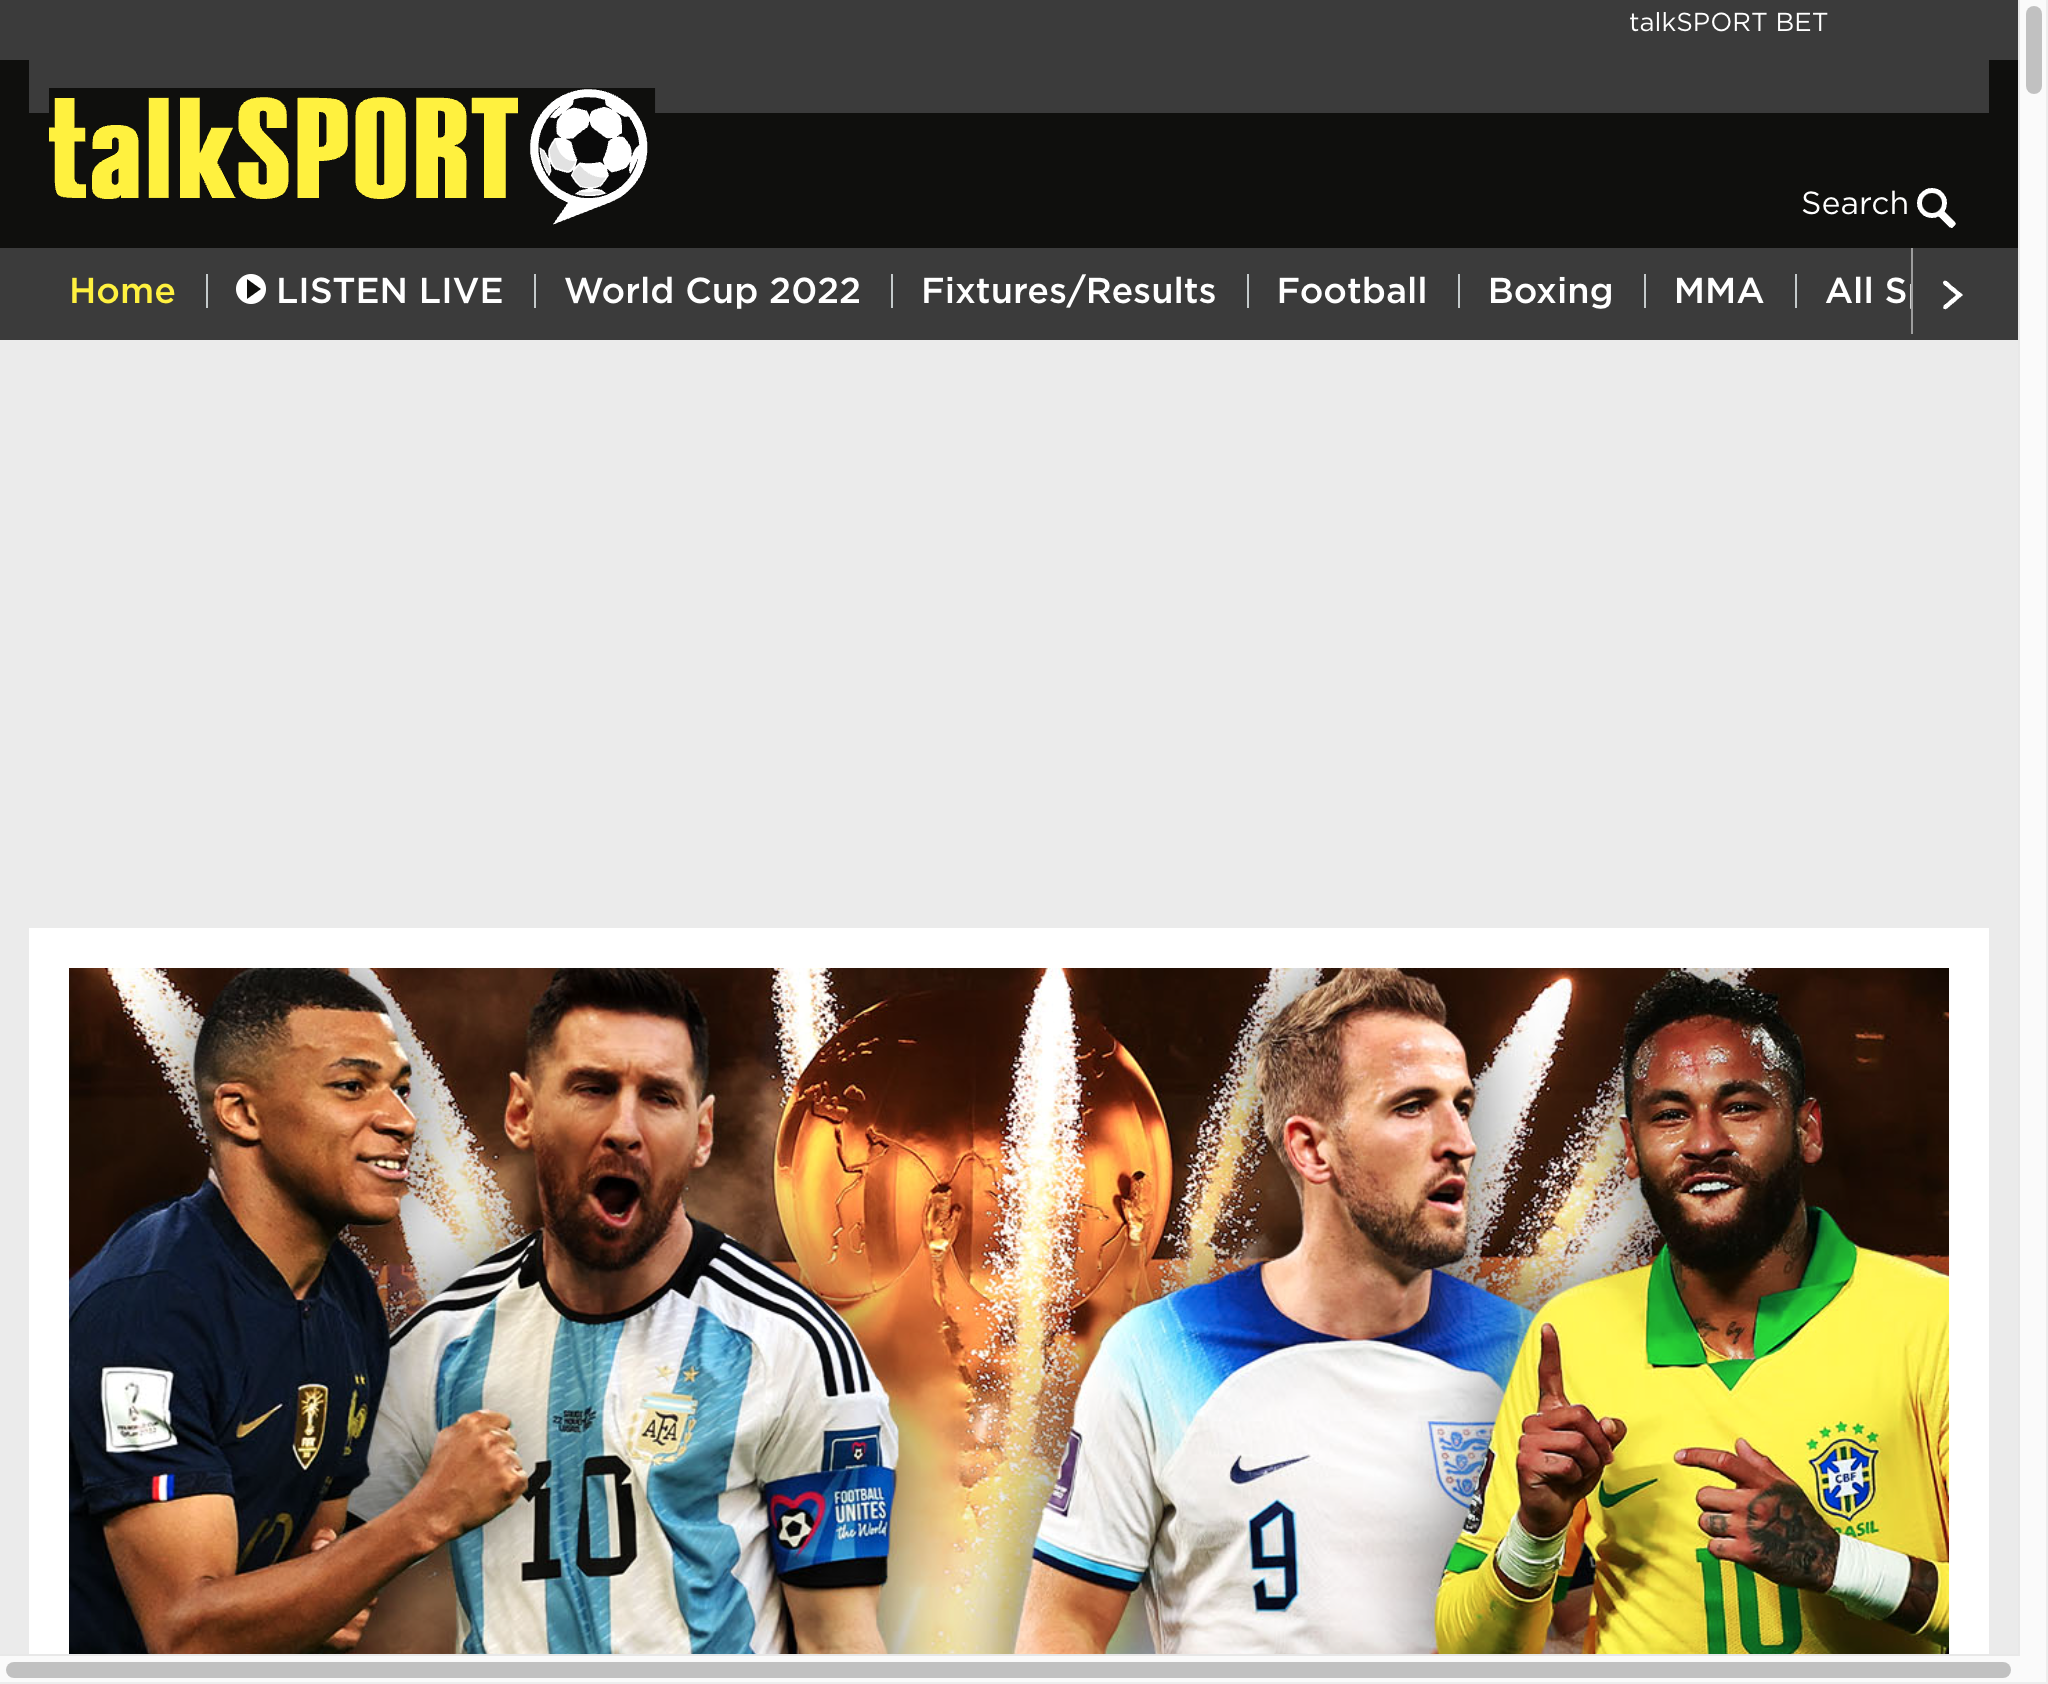 talkSPORT BET
talkSPORT
Search
Home
LISTEN LIVE
World Cup 2022
Fixtures/Results
Football
Boxing
MMA
All S
10
AFA
FOOTBALL
UNITES
the World
9
CBF
10